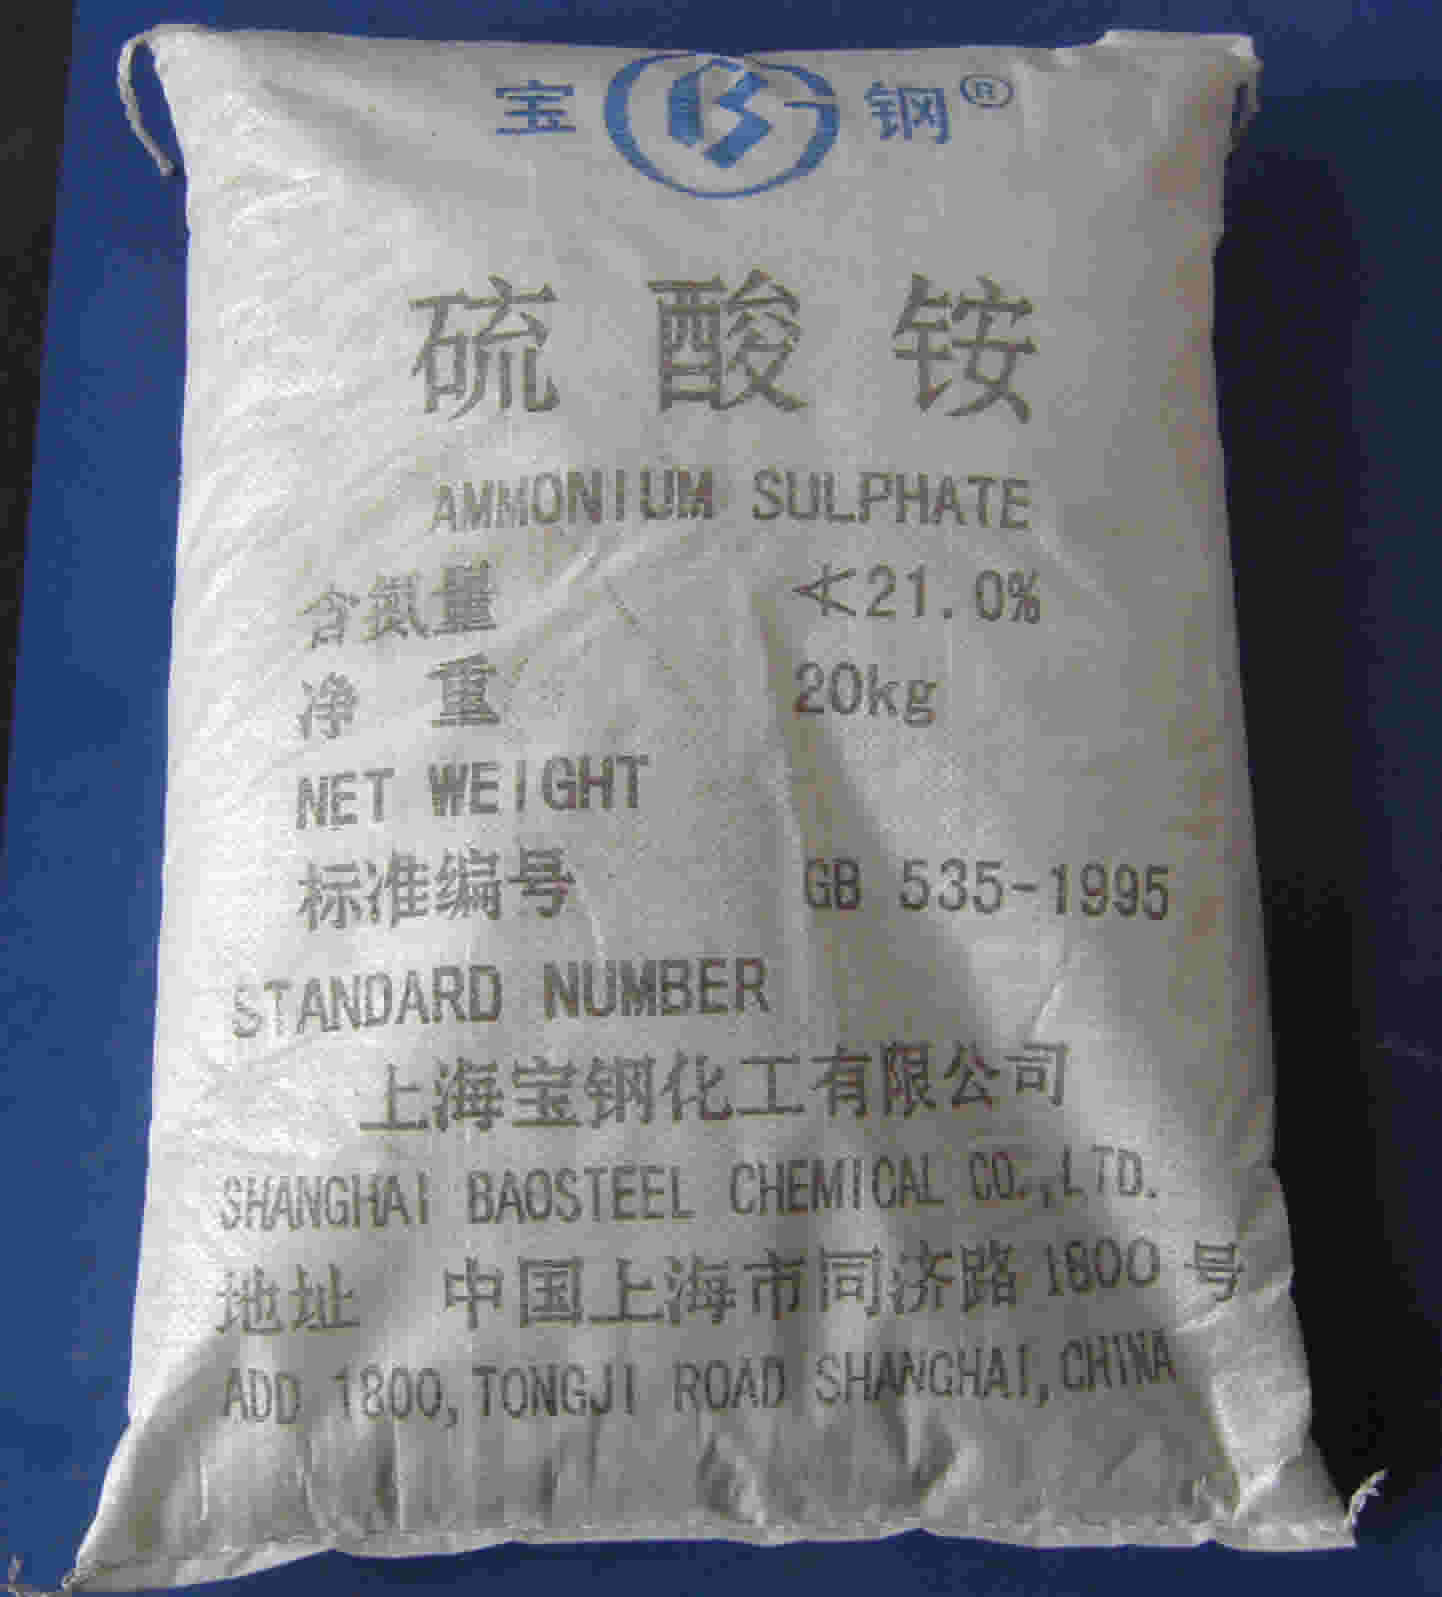 宝 B 钢®
硫酸铵
AMMONIUM SULPHATE
含氮量 ≮21.0%
净 重 20kg
NET WEIGHT
标准编号 GB 535-1995
STANDARD NUMBER
上海宝钢化工有限公司
SHANGHAI BAOSTEEL CHEMICAL CO.,LTD.
地址 中国上海市同济路1800号
ADD 1800,TONGJI ROAD SHANGHAI,CHINA